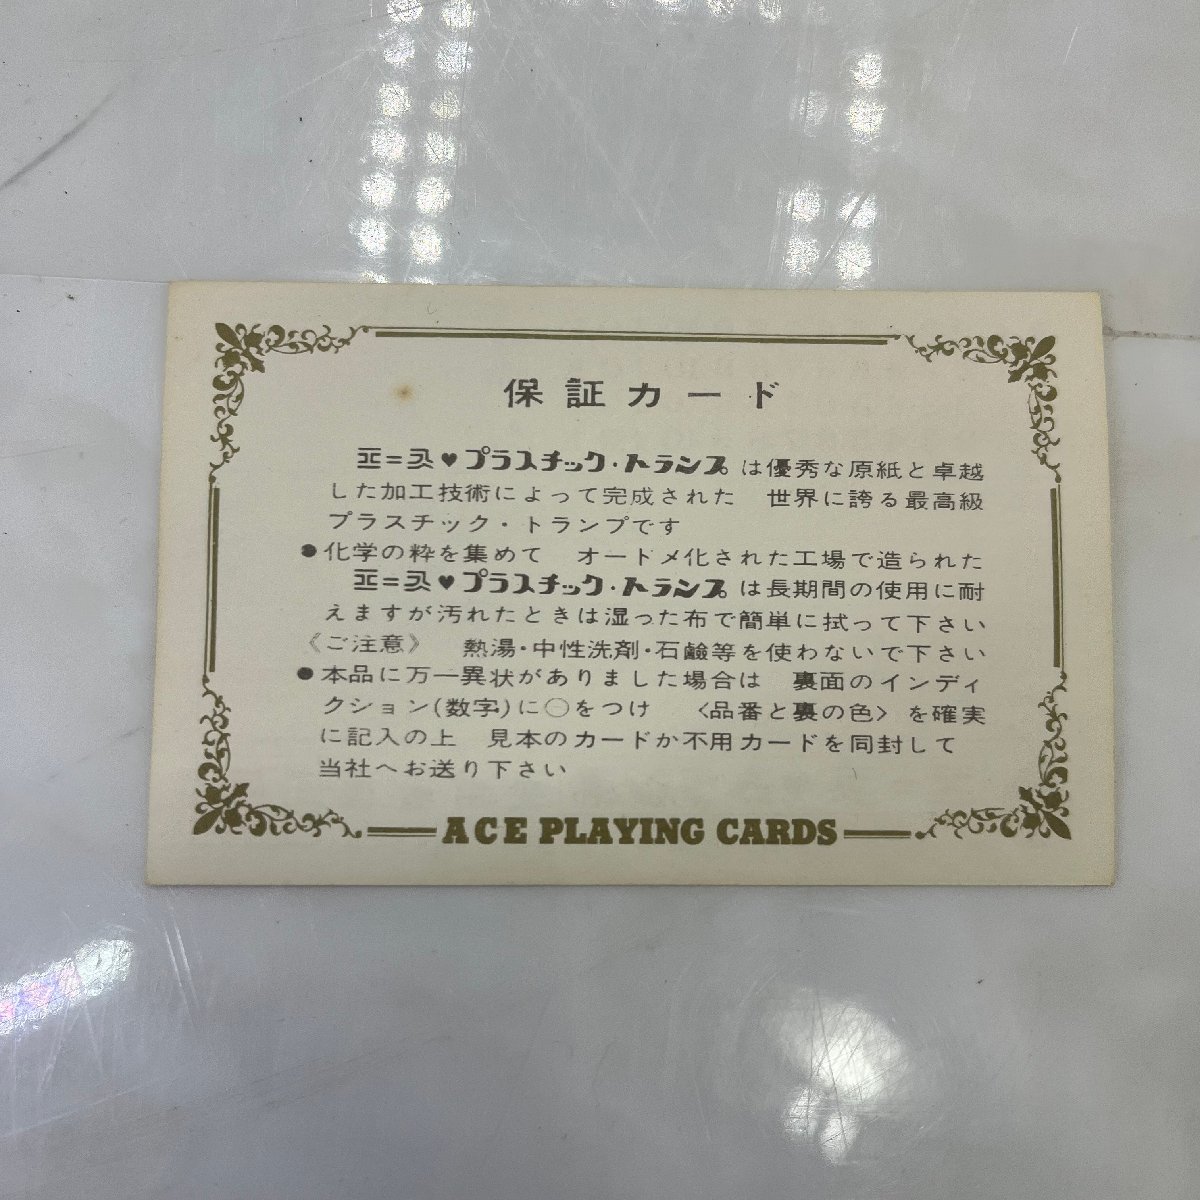 保証カード
エース♥プラスチック・トランプは優秀な原紙と卓越
した加工技術によって完成された 世界に誇る最高級
プラスチック・トランプです
●化学の粋を集めて オートメ化された工場で造られた
エース♥プラスチック・トランプは長期間の使用に耐
えますが汚れたときは湿った布で簡単に拭って下さい
《ご注意》 熱湯・中性洗剤・石鹼等を使わないで下さい
●本品に万一異状がありました場合は 裏面のインディ
クション(数字)に○をつけ 〈品番と裏の色〉を確実
に記入の上 見本のカードか不用カードを同封して
当社へお送り下さい
ACE PLAYING CARDS